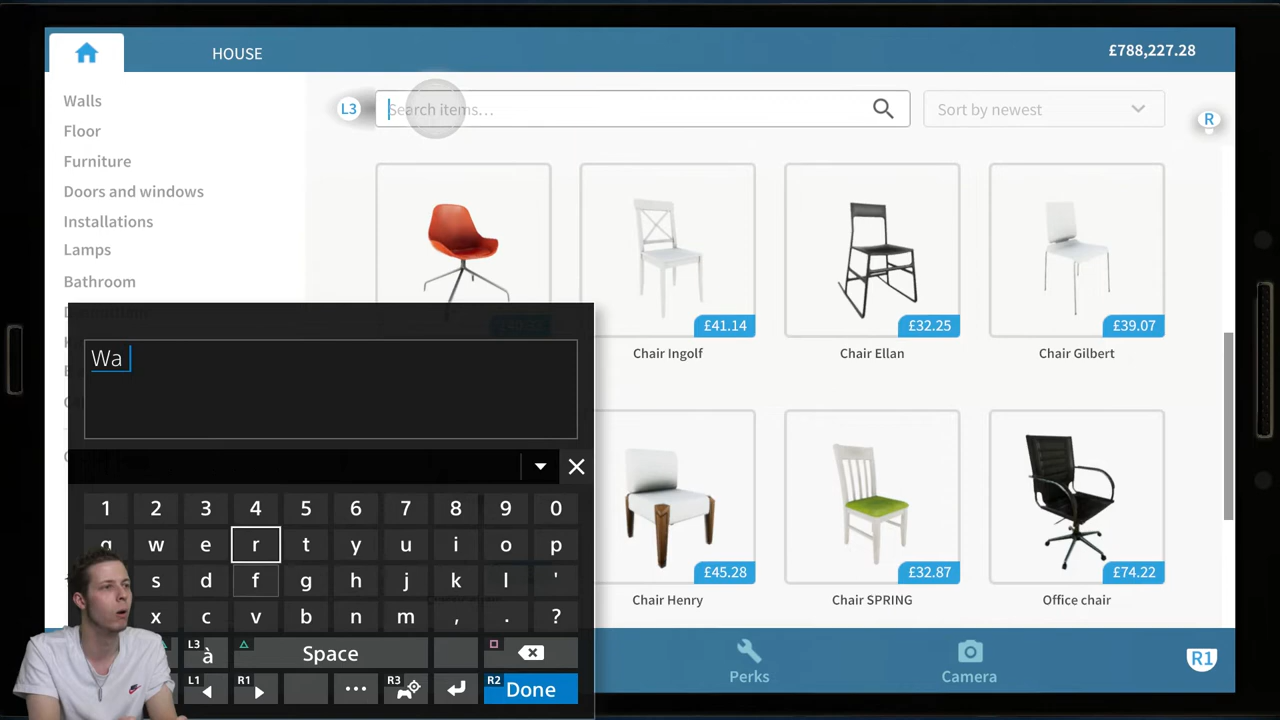 HOUSE
£788,227.28
Walls
Floor
Furniture
Doors and windows
Installations
Lamps
Bathroom
L3
Search items...
Sort by newest
R
£41.14
£32.25
£39.07
Chair Ingolf
Chair Ellan
Chair Gilbert
£45.28
£32.87
£74.22
Chair Henry
Chair SPRING
Office chair
Wa
1 2 3 4 5 6 7 8 9 0
q w e r t y u i o p
s d f g h j k l '
x c v b n m , . ?
L3 à Space
L1 R1 ... R3 R2 Done
Perks
Camera
R1